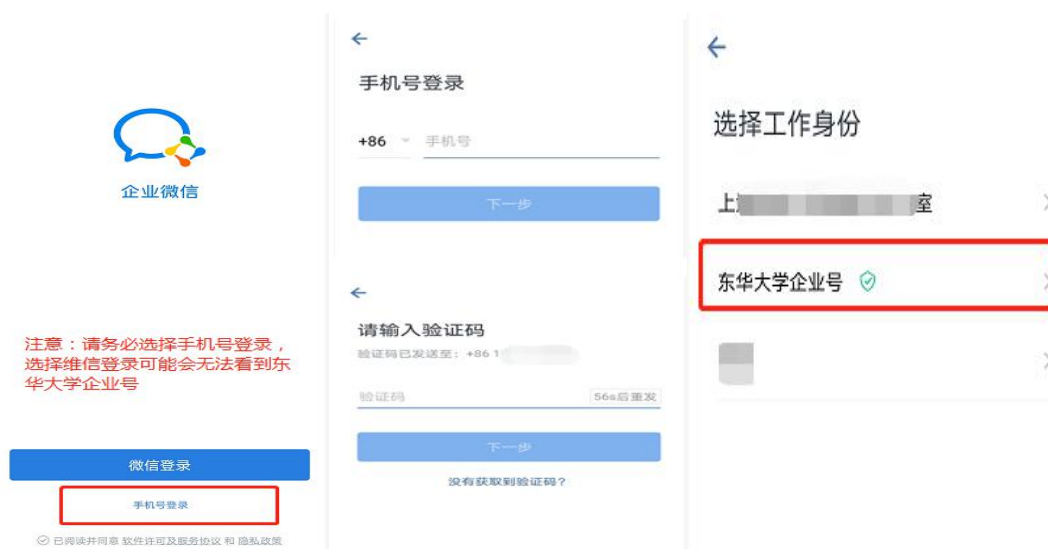 企业微信
注意：请务必选择手机号登录，
选择维信登录可能会无法看到东
华大学企业号
微信登录
手机号登录
已阅读并同意 软件许可及服务协议 和 隐私政策
手机号登录
+86 手机号
下一步
请输入验证码
验证码已发送至：+86 1
验证码 56s后重发
下一步
没有获取到验证码？
选择工作身份
上 室
东华大学企业号